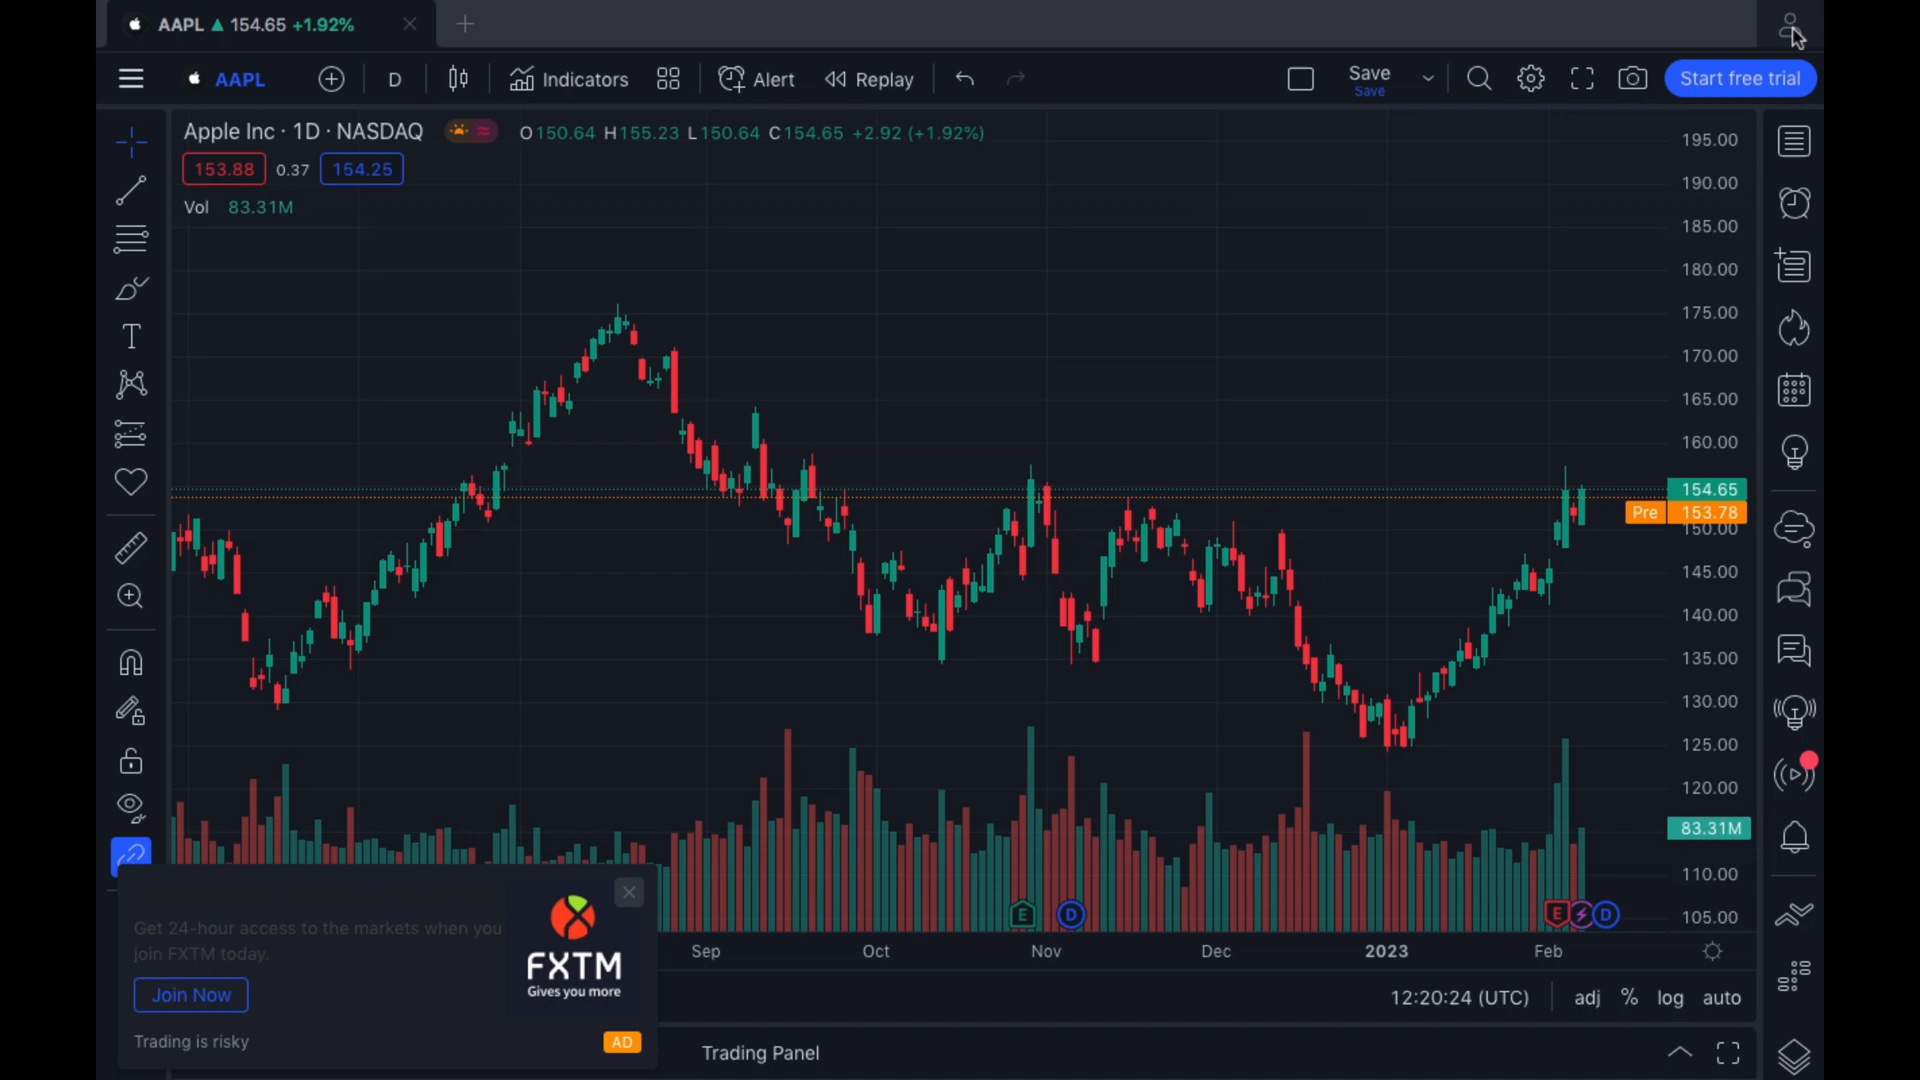 AAPL ▲ 154.65 +1.92%
AAPL
D
Indicators
Alert
Replay
Save
Save
Start free trial
Apple Inc · 1D · NASDAQ
O150.64 H155.23 L150.64 C154.65 +2.92 (+1.92%)
153.88 0.37 154.25
Vol 83.31M
195.00
190.00
185.00
180.00
175.00
170.00
165.00
160.00
154.65
Pre 153.78
150.00
145.00
140.00
135.00
130.00
125.00
120.00
83.31M
110.00
105.00
E D E D
Sep Oct Nov Dec 2023 Feb
Get 24-hour access to the markets when you
join FXTM today.
Join Now
FXTM
Gives you more
Trading is risky
AD
12:20:24 (UTC) adj % log auto
Trading Panel